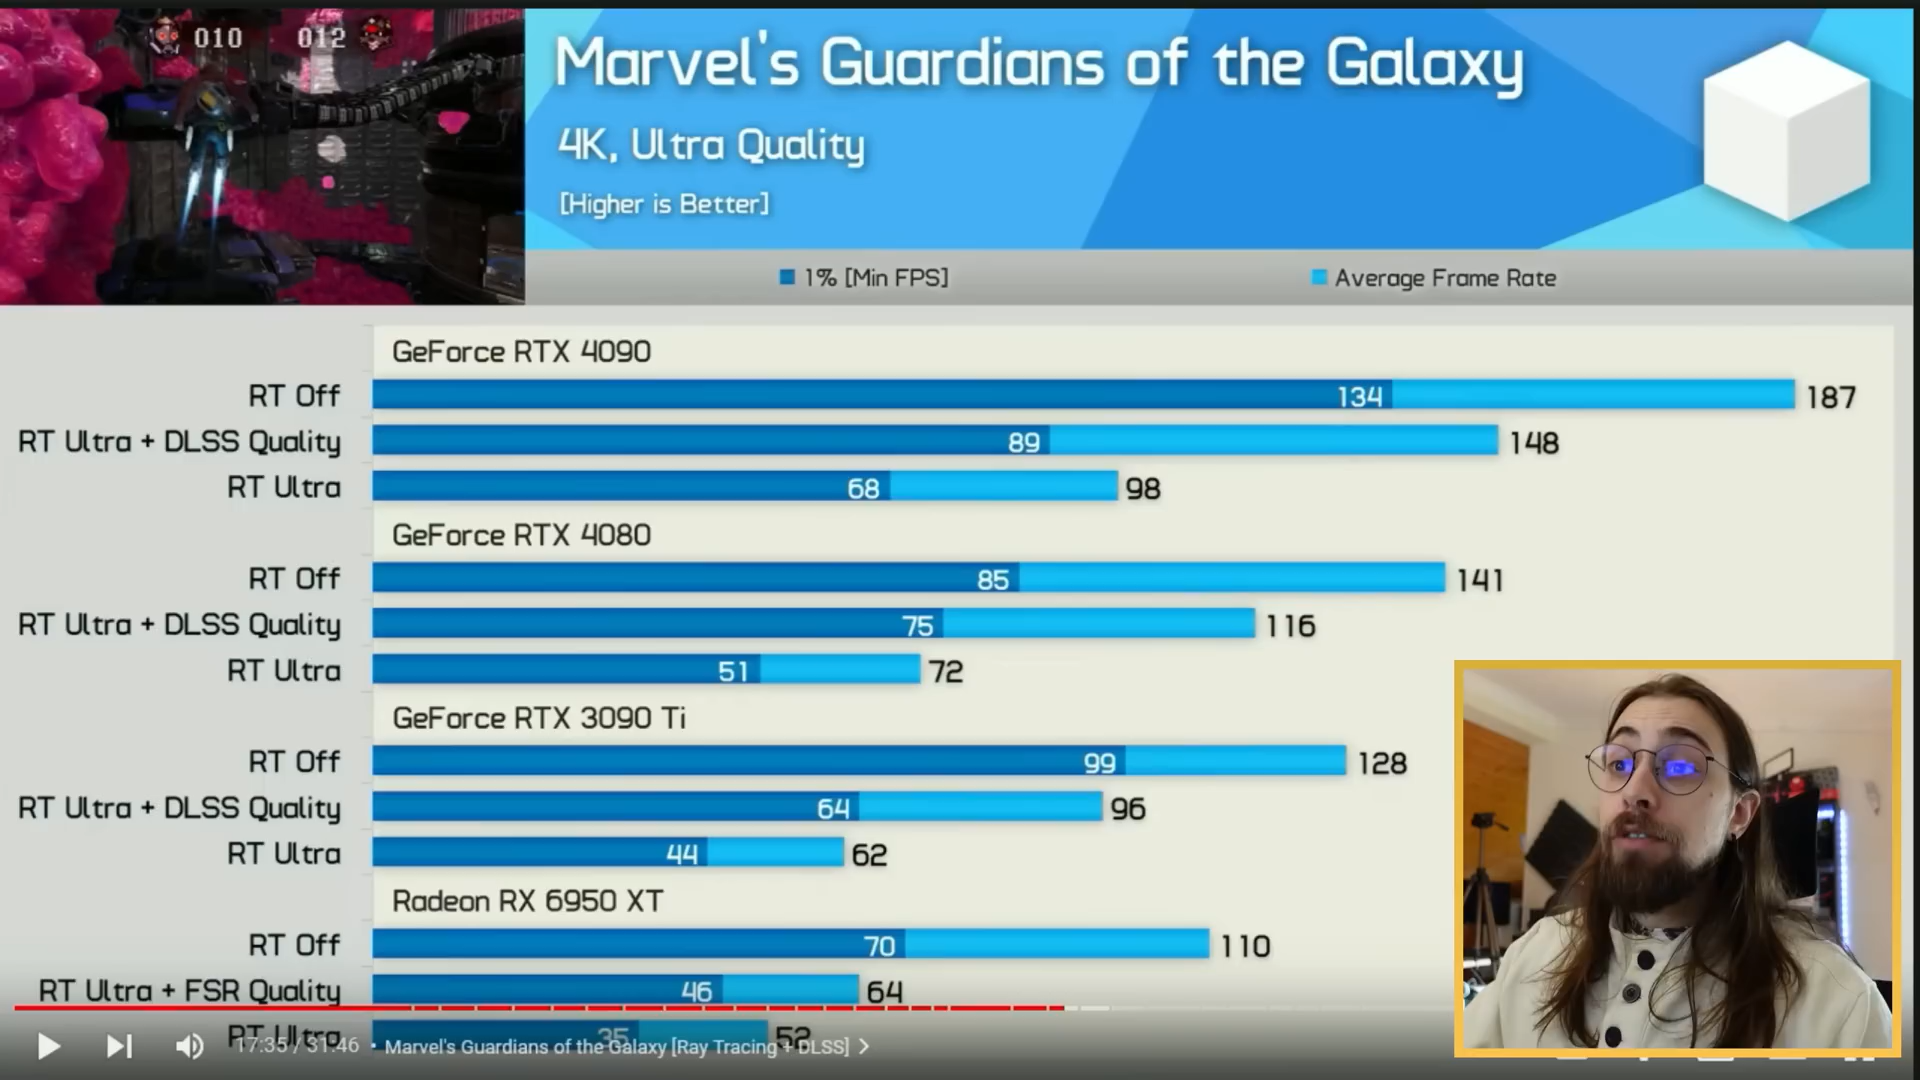 010 012
Marvel's Guardians of the Galaxy
4K, Ultra Quality
[Higher is Better]
1% [Min FPS] Average Frame Rate
GeForce RTX 4090
RT Off 134 187
RT Ultra + DLSS Quality 89 148
RT Ultra 68 98
GeForce RTX 4080
RT Off 85 141
RT Ultra + DLSS Quality 75 116
RT Ultra 51 72
GeForce RTX 3090 Ti
RT Off 99 128
RT Ultra + DLSS Quality 64 96
RT Ultra 44 62
Radeon RX 6950 XT
RT Off 70 110
RT Ultra + FSR Quality 46 64
RT Ultra 35 52
17:35 / 31:46 • Marvel's Guardians of the Galaxy [Ray Tracing + DLSS] >